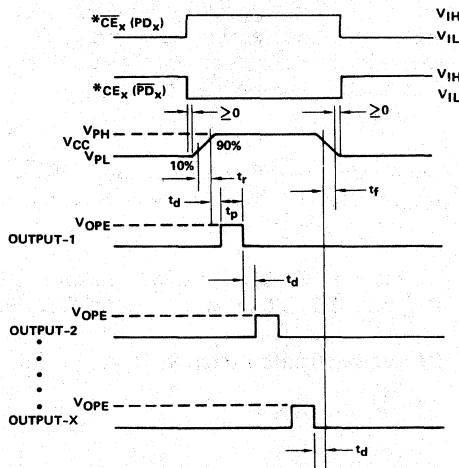 *C̅E̅ₓ (PDₓ)
VIH
VIL
*CEₓ (P̅D̅ₓ)
VIH
VIL
≥0
≥0
VPH
VCC
VPL
10%
90%
tr
tf
td
tp
VOPE
OUTPUT-1
td
VOPE
OUTPUT-2
VOPE
OUTPUT-X
td